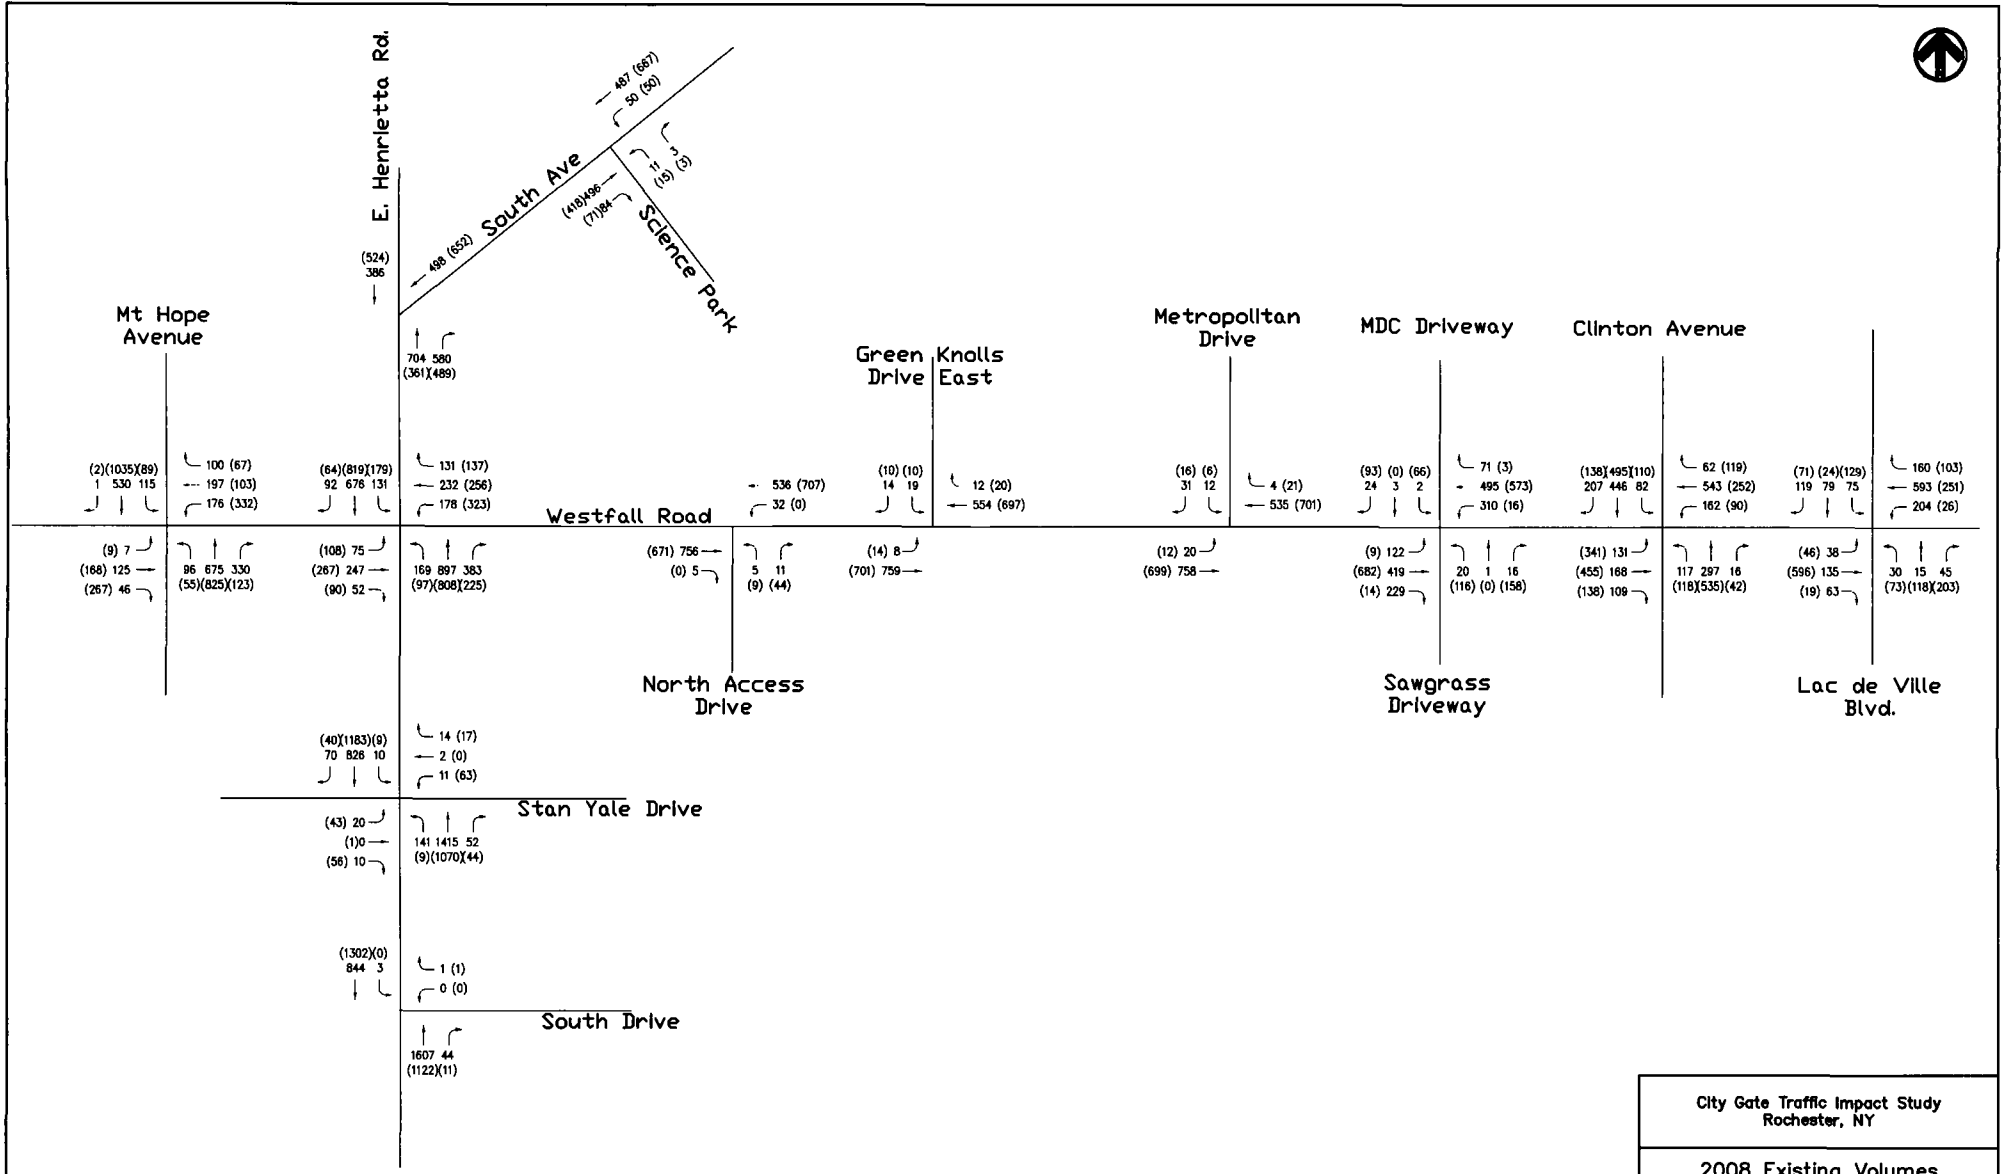 E. Henrietta Rd.
487 (667)
50 (50)
South Ave
11 3
(15) (3)
(418)496
(71)84
Science Park
498 (652)
(524)
386
704 580
(361)(489)
Mt Hope
Avenue
Green Knolls
Drive East
Metropolitan
Drive
MDC Driveway
Clinton Avenue
(2)(1035)(89)
1 530 115
100 (67)
197 (103)
176 (332)
(64)(819)(179)
92 676 131
131 (137)
232 (256)
178 (323)
Westfall Road
536 (707)
32 (0)
(10) (10)
14 19
12 (20)
554 (697)
(16) (6)
31 12
4 (21)
535 (701)
(93) (0) (66)
24 3 2
71 (3)
495 (573)
310 (16)
(138)(495)(110)
207 446 82
62 (119)
543 (252)
162 (90)
(71) (24)(129)
119 79 75
160 (103)
593 (251)
204 (26)
(9) 7
(168) 125
(267) 46
96 675 330
(55)(825)(123)
(108) 75
(267) 247
(90) 52
169 897 383
(97)(808)(225)
(671) 756
(0) 5
5 11
(9) (44)
(14) 8
(701) 759
(12) 20
(699) 758
(9) 122
(682) 419
(14) 229
20 1 16
(116) (0) (158)
(341) 131
(455) 168
(138) 109
117 297 16
(118)(535)(42)
(46) 38
(596) 135
(19) 63
30 15 45
(73)(118)(203)
North Access
Drive
Sawgrass
Driveway
Lac de Ville
Blvd.
(40)(1183)(9)
70 826 10
14 (17)
2 (0)
11 (63)
Stan Yale Drive
(43) 20
(1)0
(56) 10
141 1415 52
(9)(1070)(44)
(1302)(0)
844 3
1 (1)
0 (0)
South Drive
1607 44
(1122)(11)
City Gate Traffic Impact Study
Rochester, NY
2008 Existing Volumes